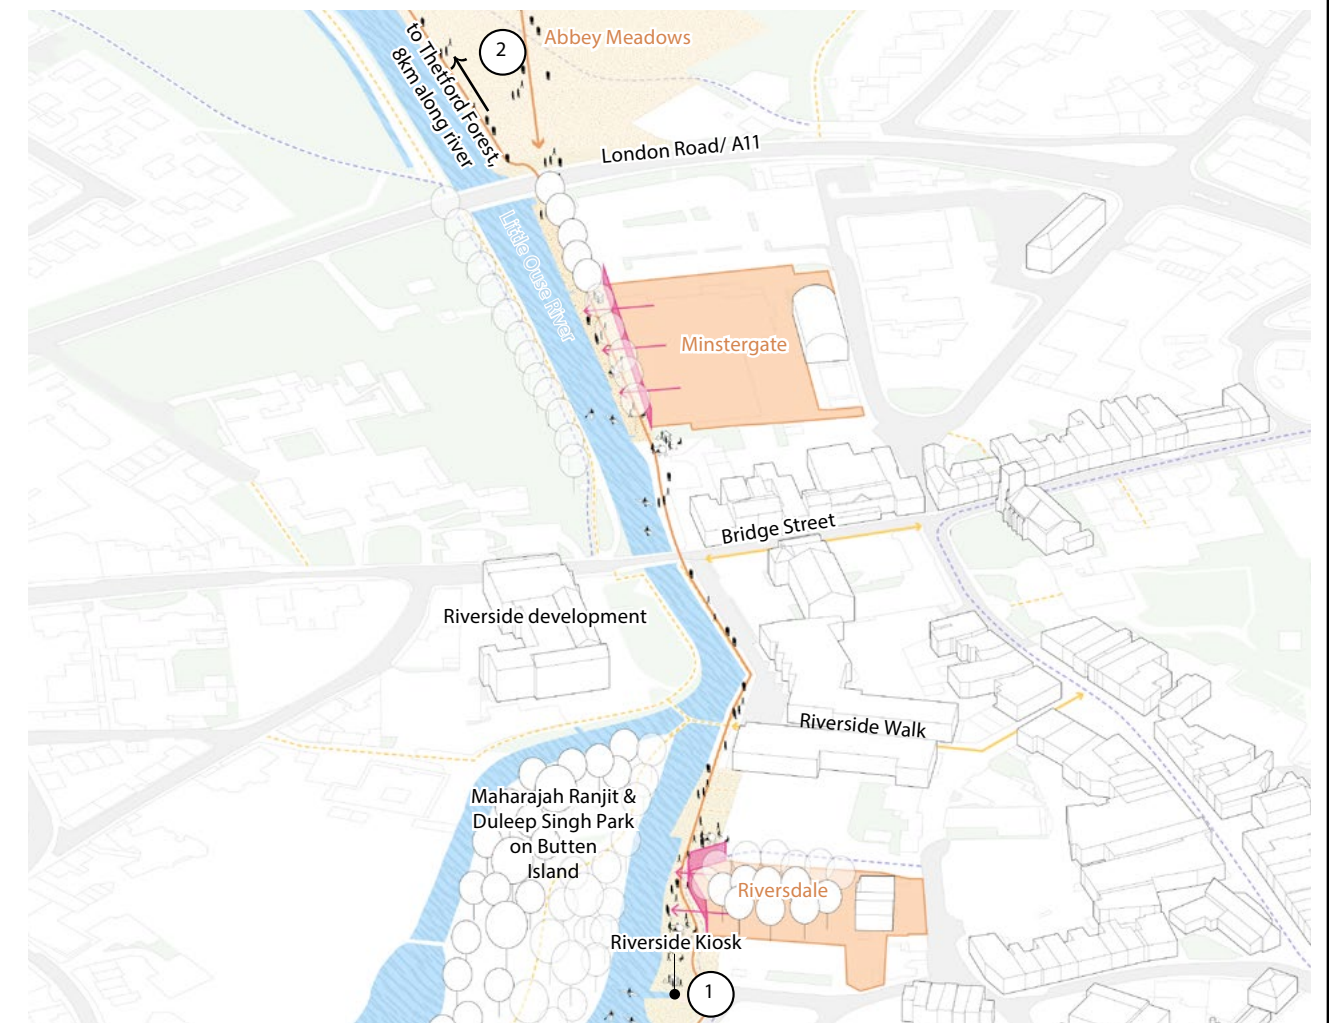 2
Abbey Meadows
to Thetford Forest,
8km along river
London Road/ A11
Little Ouse River
Minstergate
Bridge Street
Riverside development
Riverside Walk
Maharajah Ranjit &
Duleep Singh Park
on Butten
Island
Riversdale
Riverside Kiosk
1